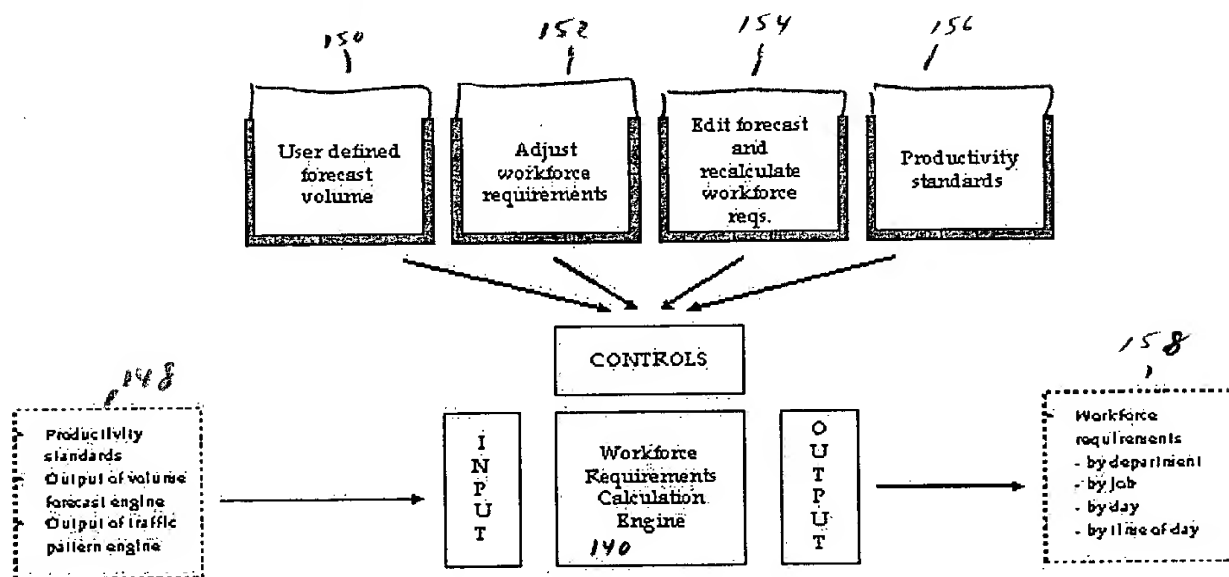 150
152
154
156
User defined
forecast
volume
Adjust
workforce
requirements
Edit forecast
and
recalculate
workforce
reqs.
Productivity
standards
CONTROLS
148
Productivity
standards
Output of volume
forecast engine
Output of traffic
pattern engine
INPUT
Workforce
Requirements
Calculation
Engine
140
OUTPUT
158
Workforce
requirements
- by department
- by job
- by day
- by time of day